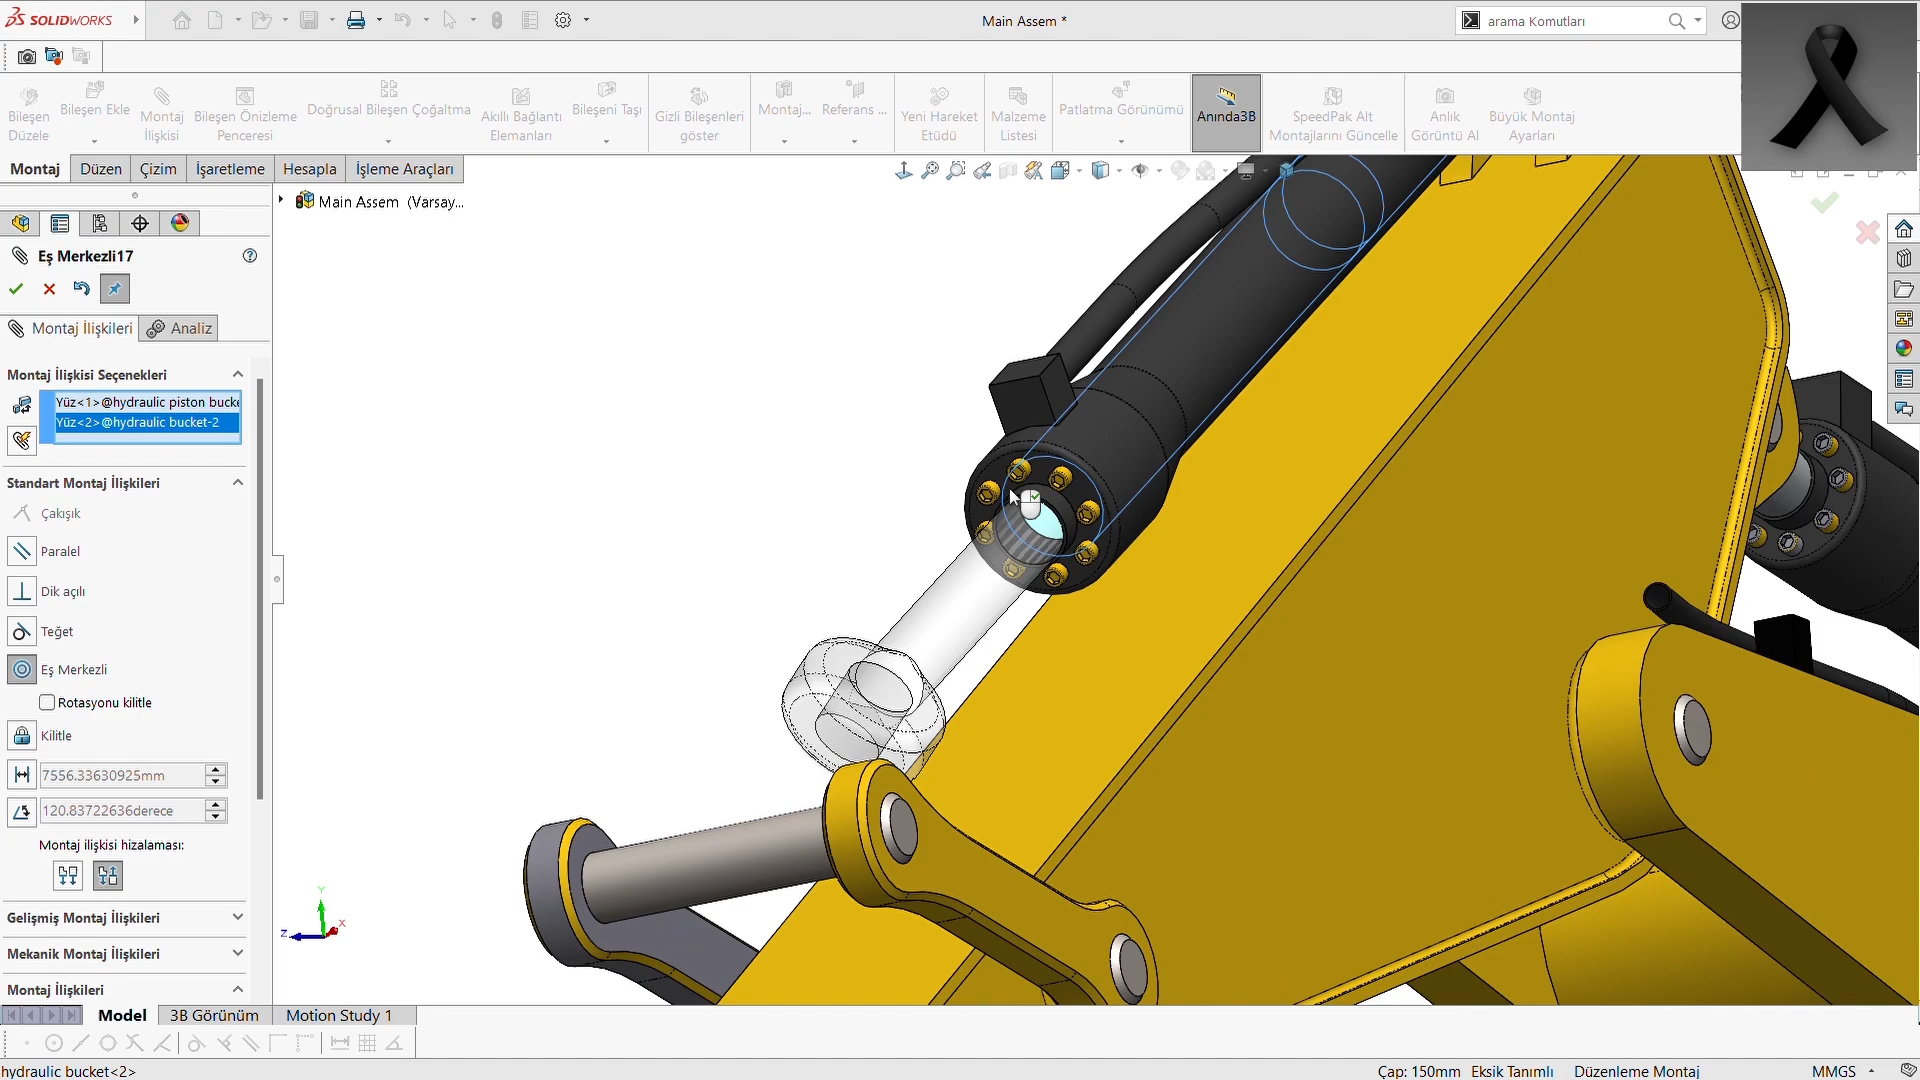 SOLIDWORKS
Main Assem *
arama Komutları
Bileşen Düzele
Bileşen Ekle
Montaj İlişkisi
Bileşen Önizleme Penceresi
Doğrusal Bileşen Çoğaltma
Akıllı Bağlantı Elemanları
Bileşeni Taşı
Gizli Bileşenleri göster
Montaj...
Referans ...
Yeni Hareket Etüdü
Malzeme Listesi
Patlatma Görünümü
Anında3B
SpeedPak Alt Montajlarını Güncelle
Anlık Görüntü Al
Büyük Montaj Ayarları
Montaj
Düzen
Çizim
İşaretleme
Hesapla
İşleme Araçları
Main Assem (Varsay...
Eş Merkezli17
Montaj İlişkileri
Analiz
Montaj İlişkisi Seçenekleri
Yüz<1>@hydraulic piston bucke
Yüz<2>@hydraulic bucket-2
Standart Montaj İlişkileri
Çakışık
Paralel
Dik açılı
Teğet
Eş Merkezli
Rotasyonu kilitle
Kilitle
7556.33630925mm
120.83722636derece
Montaj ilişkisi hizalaması:
Gelişmiş Montaj İlişkileri
Mekanik Montaj İlişkileri
Montaj İlişkileri
Y
X
Z
Model
3B Görünüm
Motion Study 1
hydraulic bucket<2>
Çap: 150mm
Eksik Tanımlı
Düzenleme Montaj
MMGS